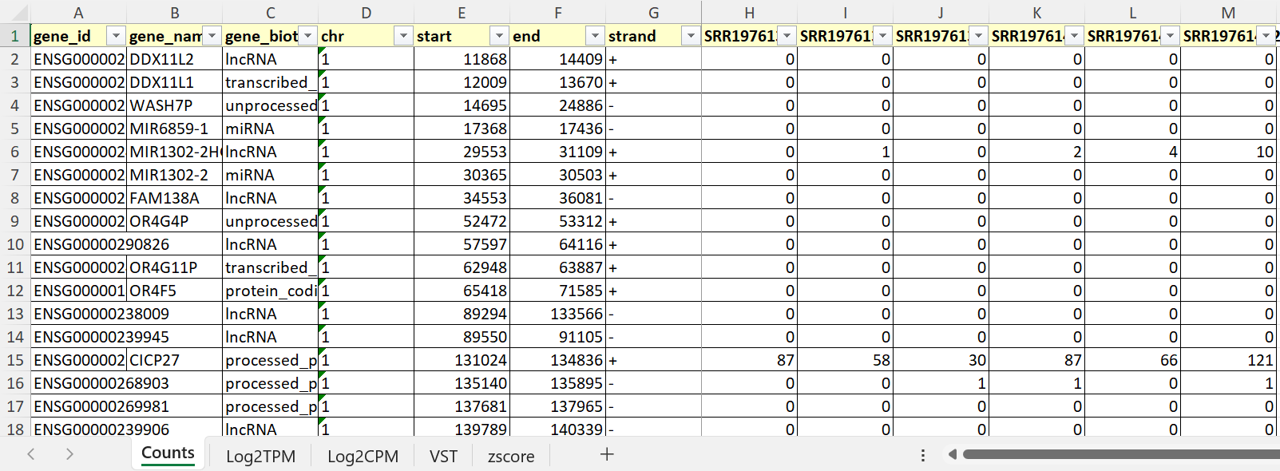 A B C D E F G H I J K L M
1 gene_id gene_nam gene_biot chr start end strand SRR19761 SRR19761 SRR19761 SRR19761 SRR19761 SRR19761
2 ENSG000002 DDX11L2 lncRNA 1 11868 14409 + 0 0 0 0 0 0
3 ENSG000002 DDX11L1 transcribed_ 1 12009 13670 + 0 0 0 0 0 0
4 ENSG000002 WASH7P unprocessed 1 14695 24886 - 0 0 0 0 0 0
5 ENSG000002 MIR6859-1 miRNA 1 17368 17436 - 0 0 0 0 0 0
6 ENSG000002 MIR1302-2H lncRNA 1 29553 31109 + 0 1 0 2 4 10
7 ENSG000002 MIR1302-2 miRNA 1 30365 30503 + 0 0 0 0 0 0
8 ENSG000002 FAM138A lncRNA 1 34553 36081 - 0 0 0 0 0 0
9 ENSG000002 OR4G4P unprocessed 1 52472 53312 + 0 0 0 0 0 0
10 ENSG00000290826 lncRNA 1 57597 64116 + 0 0 0 0 0 0
11 ENSG000002 OR4G11P transcribed_ 1 62948 63887 + 0 0 0 0 0 0
12 ENSG000001 OR4F5 protein_codi 1 65418 71585 + 0 0 0 0 0 0
13 ENSG00000238009 lncRNA 1 89294 133566 - 0 0 0 0 0 0
14 ENSG00000239945 lncRNA 1 89550 91105 - 0 0 0 0 0 0
15 ENSG000002 CICP27 processed_p 1 131024 134836 + 87 58 30 87 66 121
16 ENSG00000268903 processed_p 1 135140 135895 - 0 0 1 1 0 1
17 ENSG00000269981 processed_p 1 137681 137965 - 0 0 0 0 0 0
18 ENSG00000239906 lncRNA 1 139789 140339 - 0 0 0 0 0 0
Counts Log2TPM Log2CPM VST zscore +